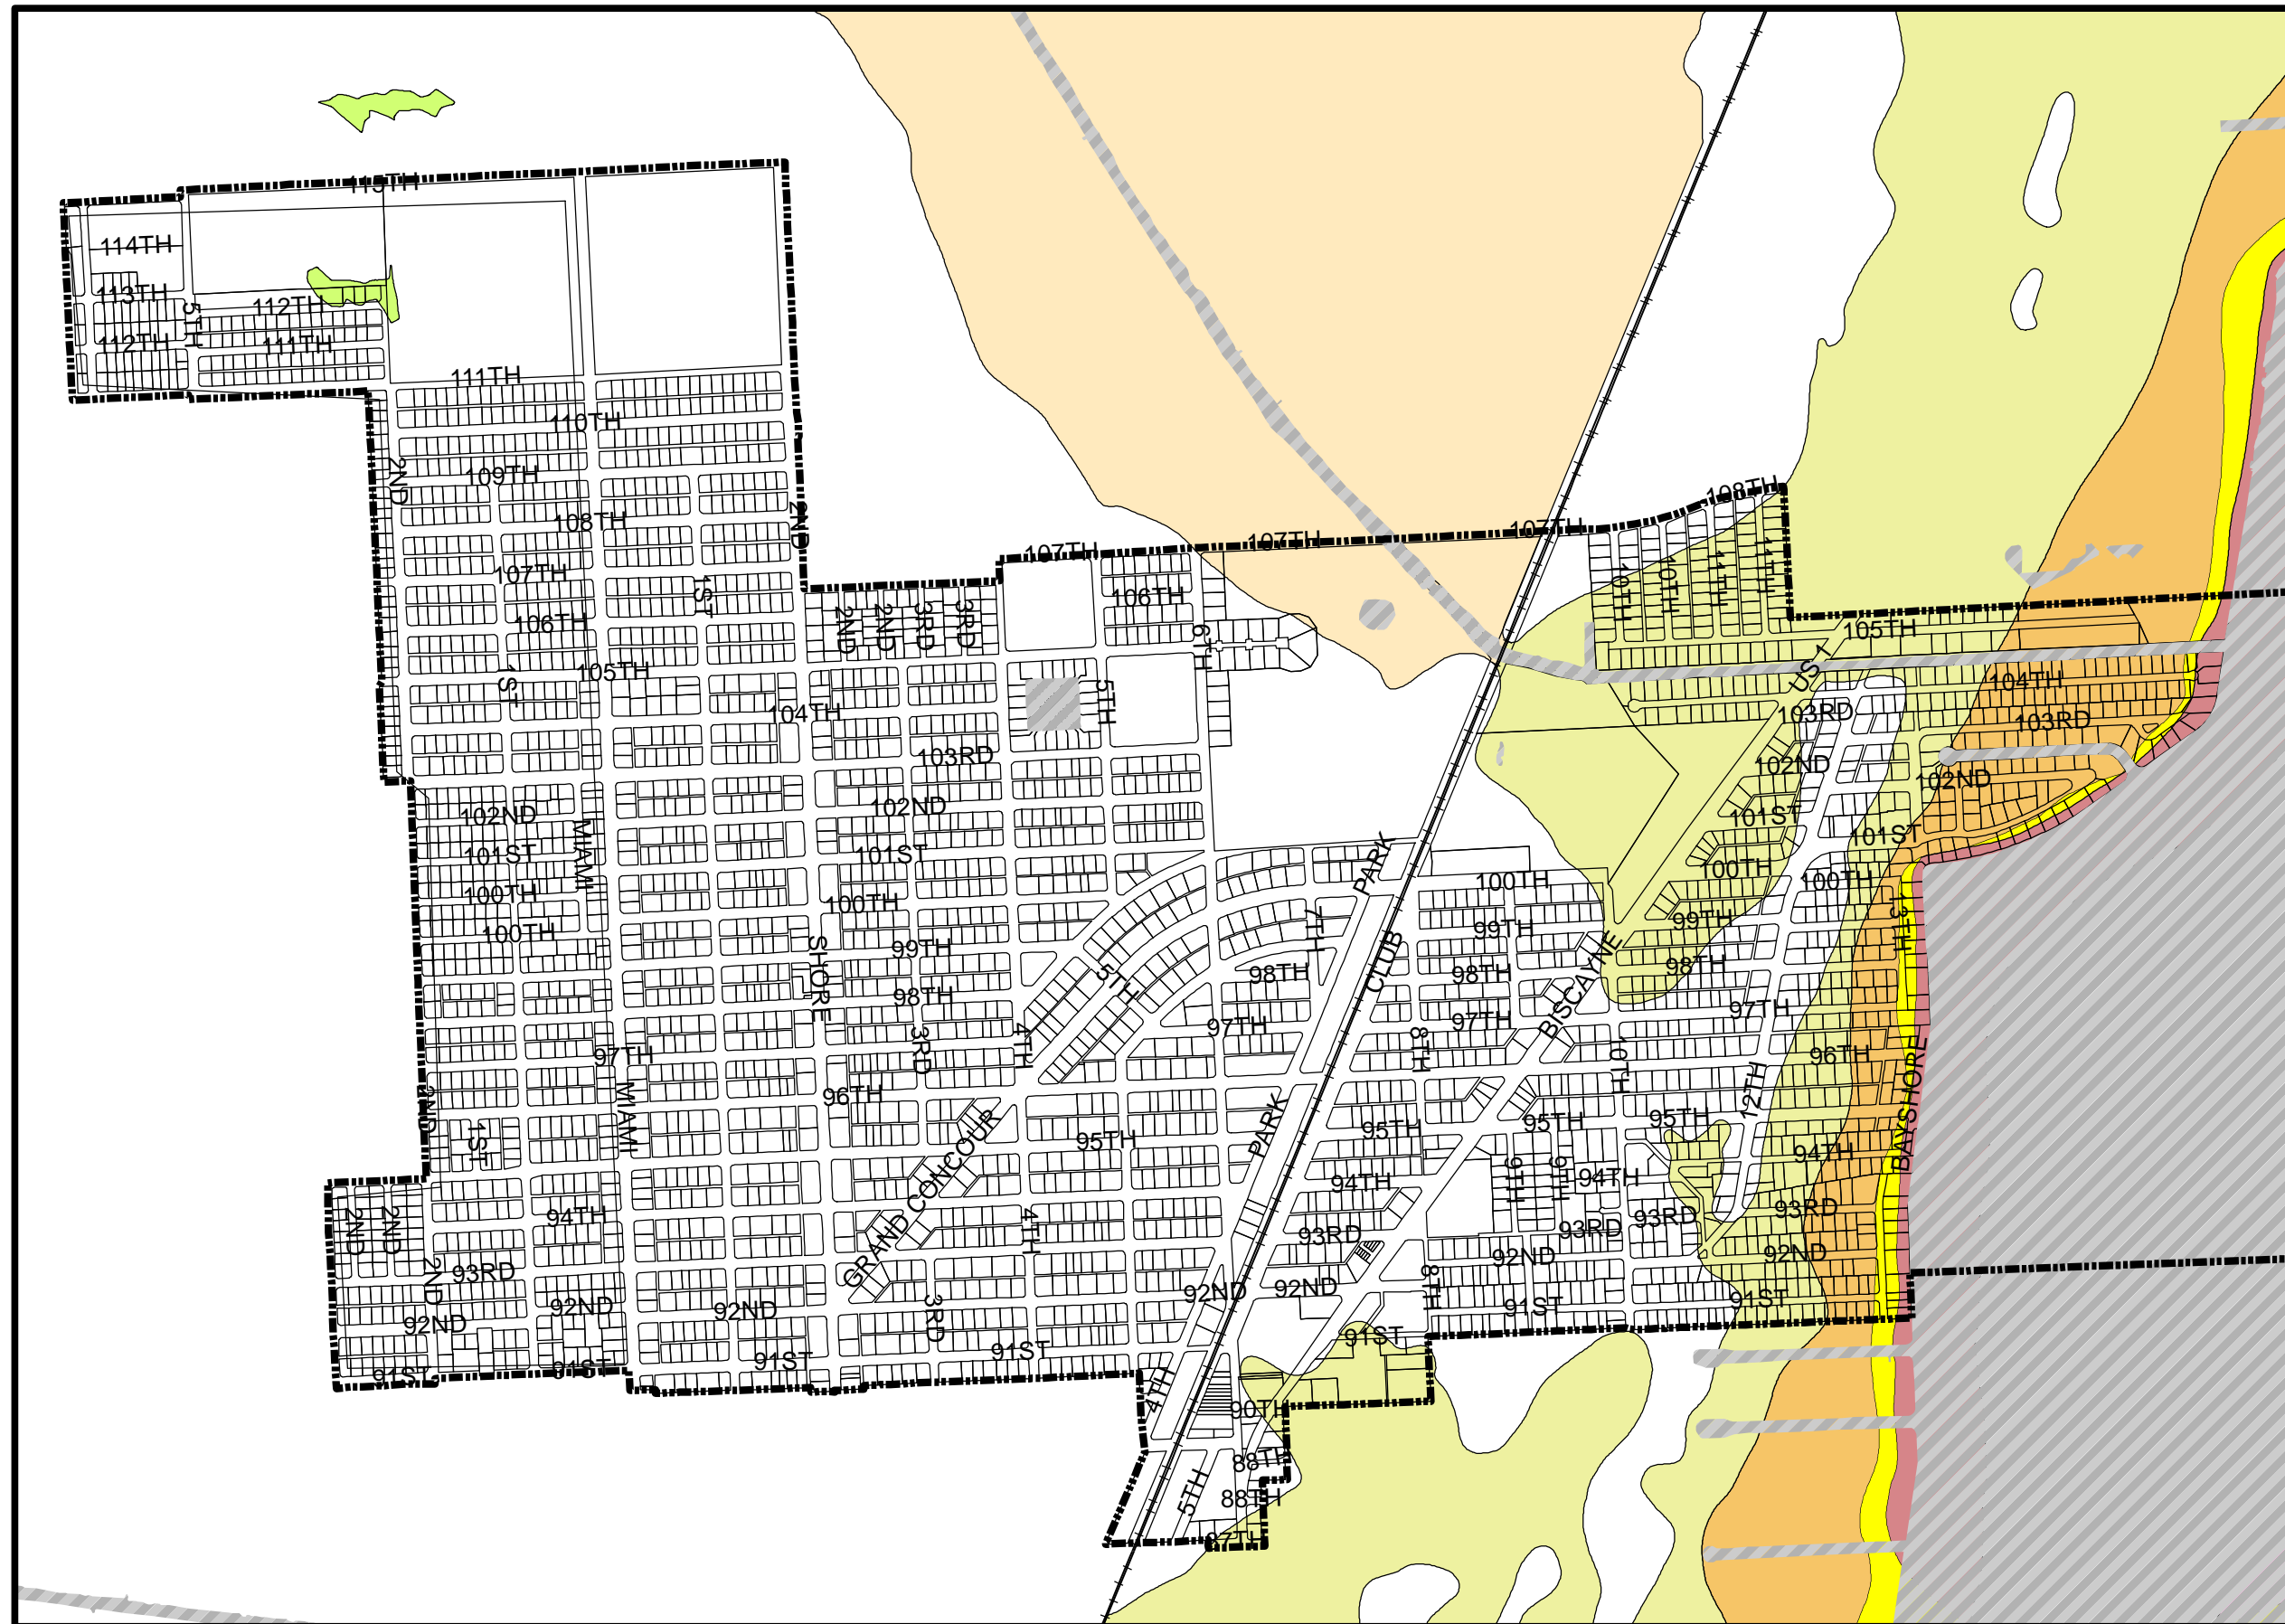 115TH
114TH
113TH
5TH
112TH
112TH
111TH
111TH
110TH
2ND
109TH
108TH
2ND
108TH
107TH
107TH
107TH
107TH
1ST
106TH
106TH
2ND
2ND
3RD
3RD
6TH
10TH
10TH
11TH
11TH
105TH
105TH
1ST
5TH
104TH
US 1
104TH
103RD
103RD
103RD
102ND
102ND
102ND
102ND
MIAMI
101ST
101ST
101ST
101ST
100TH
100TH
100TH
100TH
100TH
100TH
PARK
99TH
99TH
99TH
7TH
13TH
SHORE
98TH
98TH
98TH
98TH
5TH
CLUB
BISCAYNE
97TH
97TH
97TH
97TH
3RD
4TH
8TH
10TH
96TH
96TH
2ND
MIAMI
1ST
12TH
BAYSHORE
95TH
95TH
95TH
95TH
PARK
GRAND CONCOUR
94TH
94TH
94TH
94TH
9TH
9TH
2ND
2ND
2ND
4TH
93RD
93RD
93RD
93RD
93RD
92ND
92ND
92ND
92ND
92ND
92ND
92ND
8TH
3RD
91ST
91ST
91ST
91ST
91ST
91ST
91ST
4TH
90TH
88TH
88TH
5TH
87TH